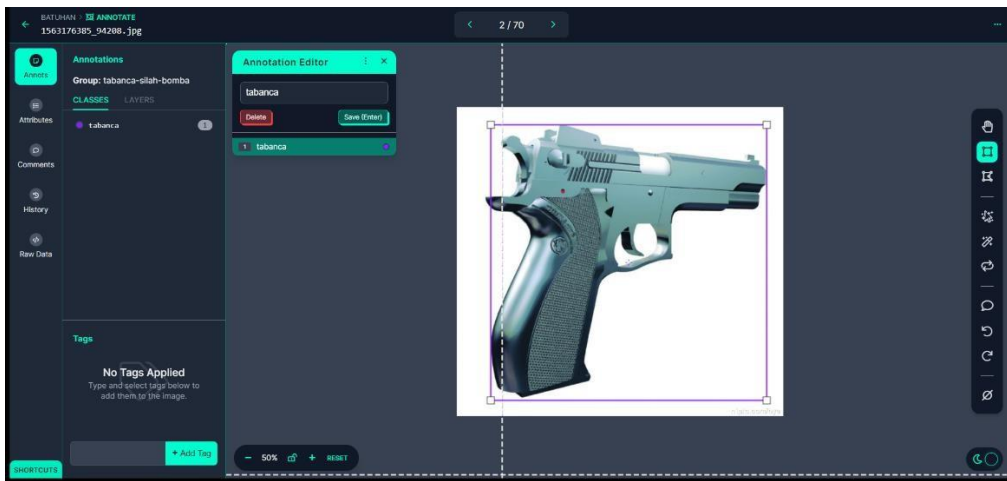 BATUHAN > ANNOTATE
1563176385_94208.jpg
2 / 70
Annots
Attributes
Comments
History
Raw Data
SHORTCUTS
Annotations
Group: tabanca-silah-bomba
CLASSES LAYERS
tabanca 1
Tags
No Tags Applied
Type and select tags below to
add them to the image.
+ Add Tag
Annotation Editor
tabanca
Delete Save (Enter)
1 tabanca
50% + RESET